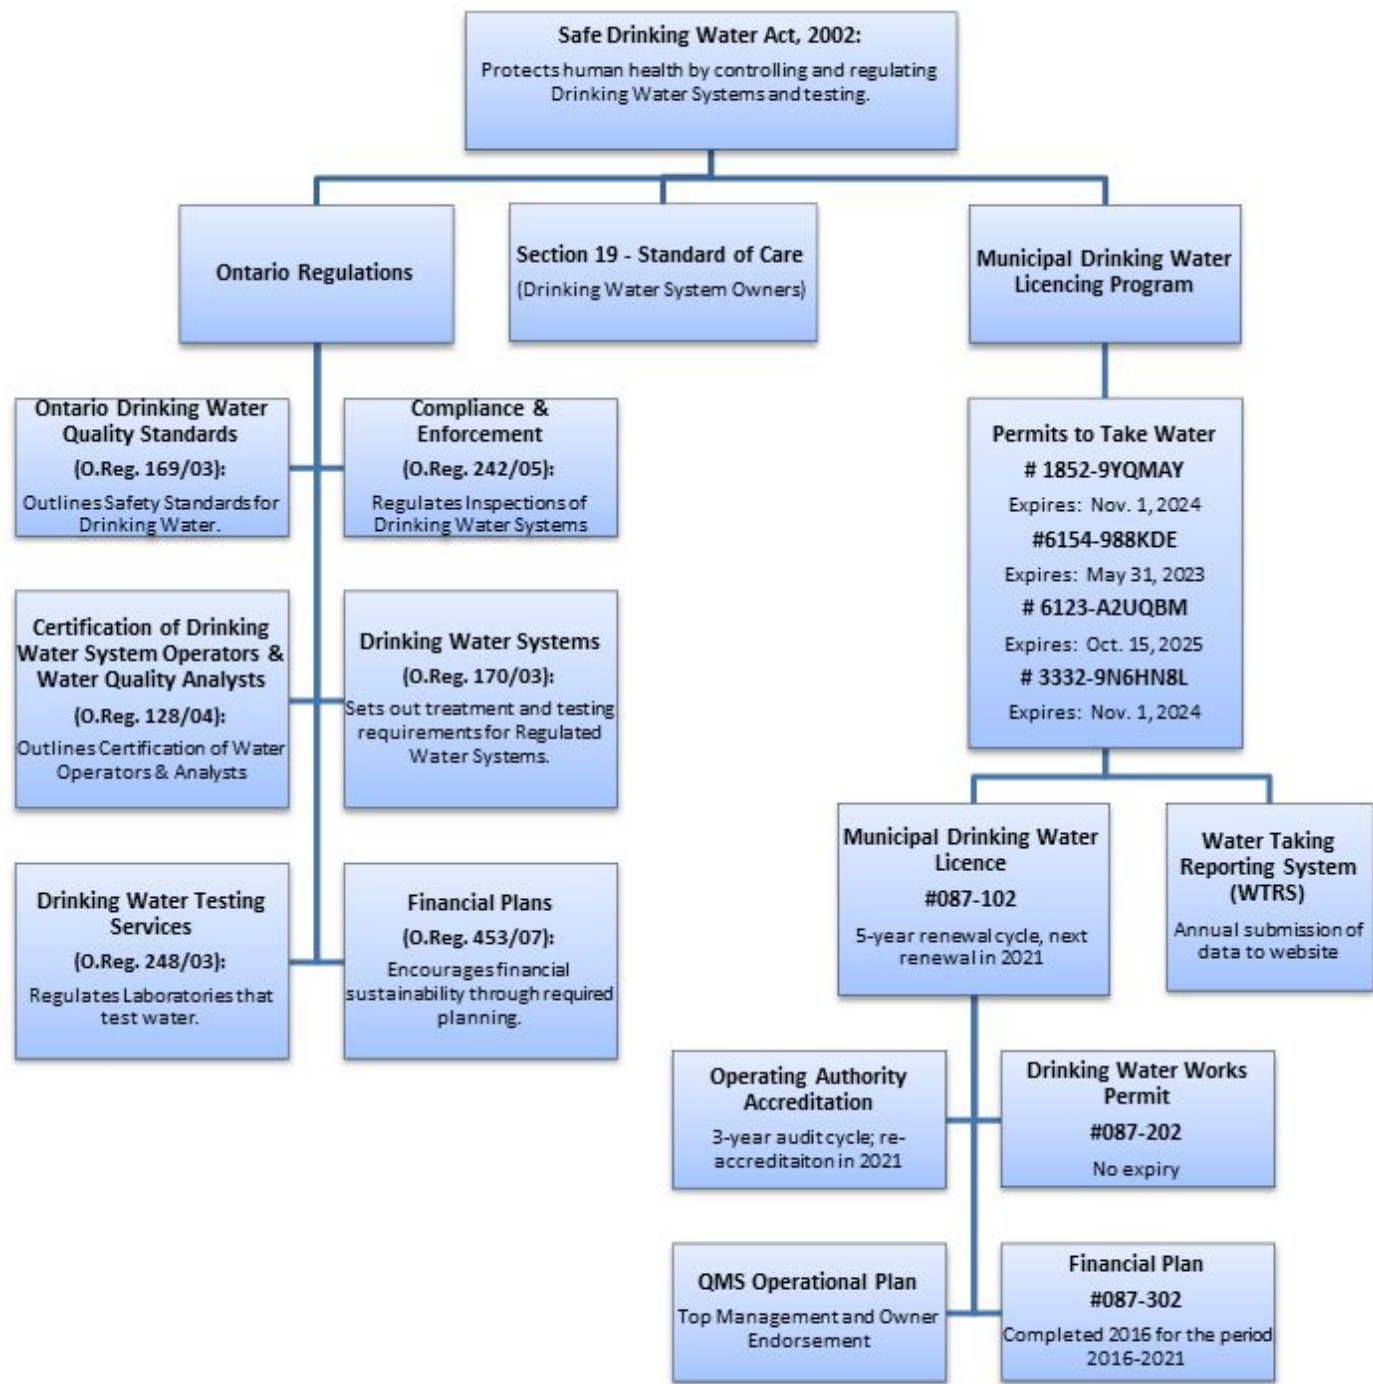 Safe Drinking Water Act, 2002:
Protects human health by controlling and regulating
Drinking Water Systems and testing.
Ontario Regulations
Section 19 - Standard of Care
(Drinking Water System Owners)
Municipal Drinking Water
Licencing Program
Ontario Drinking Water
Quality Standards
(O.Reg. 169/03):
Outlines Safety Standards for
Drinking Water.
Compliance &
Enforcement
(O.Reg. 242/05):
Regulates Inspections of
Drinking Water Systems
Certification of Drinking
Water System Operators &
Water Quality Analysts
(O.Reg. 128/04):
Outlines Certification of Water
Operators & Analysts
Drinking Water Systems
(O.Reg. 170/03):
Sets out treatment and testing
requirements for Regulated
Water Systems.
Drinking Water Testing
Services
(O.Reg. 248/03):
Regulates Laboratories that
test water.
Financial Plans
(O.Reg. 453/07):
Encourages financial
sustainability through required
planning.
Permits to Take Water
# 1852-9YQMAY
Expires: Nov. 1, 2024
#6154-988KDE
Expires: May 31, 2023
# 6123-A2UQBM
Expires: Oct. 15, 2025
# 3332-9N6HN8L
Expires: Nov. 1, 2024
Municipal Drinking Water
Licence
#087-102
5-year renewal cycle, next
renewal in 2021
Water Taking
Reporting System
(WTRS)
Annual submission of
data to website
Operating Authority
Accreditation
3-year audit cycle; re-
accreditaiton in 2021
Drinking Water Works
Permit
#087-202
No expiry
QMS Operational Plan
Top Management and Owner
Endorsement
Financial Plan
#087-302
Completed 2016 for the period
2016-2021